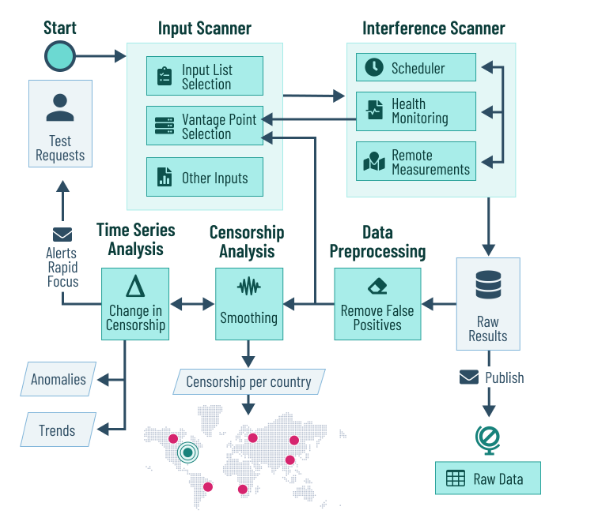 Start
Input Scanner
Interference Scanner
Input List
Selection
Vantage Point
Selection
Other Inputs
Scheduler
Health
Monitoring
Remote
Measurements
Test
Requests
Alerts
Rapid
Focus
Time Series
Analysis
Change in
Censorship
Censorship
Analysis
Smoothing
Data
Preprocessing
Remove False
Positives
Raw
Results
Anomalies
Trends
Censorship per country
Publish
Raw Data